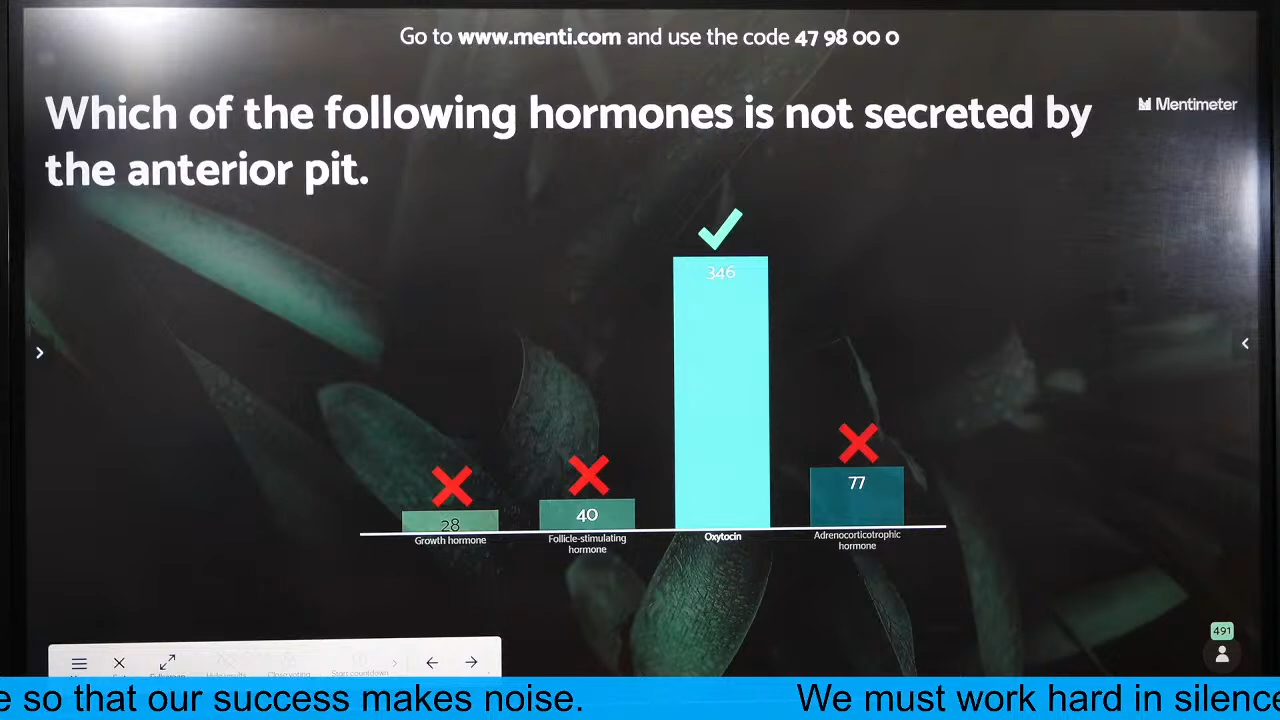 Go to www.menti.com and use the code 47 98 00 0
Which of the following hormones is not secreted by
the anterior pit.
Mentimeter
346
77
40
28
Growth hormone
Follicle-stimulating
hormone
Oxytocin
Adrenocorticotrophic
hormone
491
Start countdown
e so that our success makes noise.
We must work hard in silence